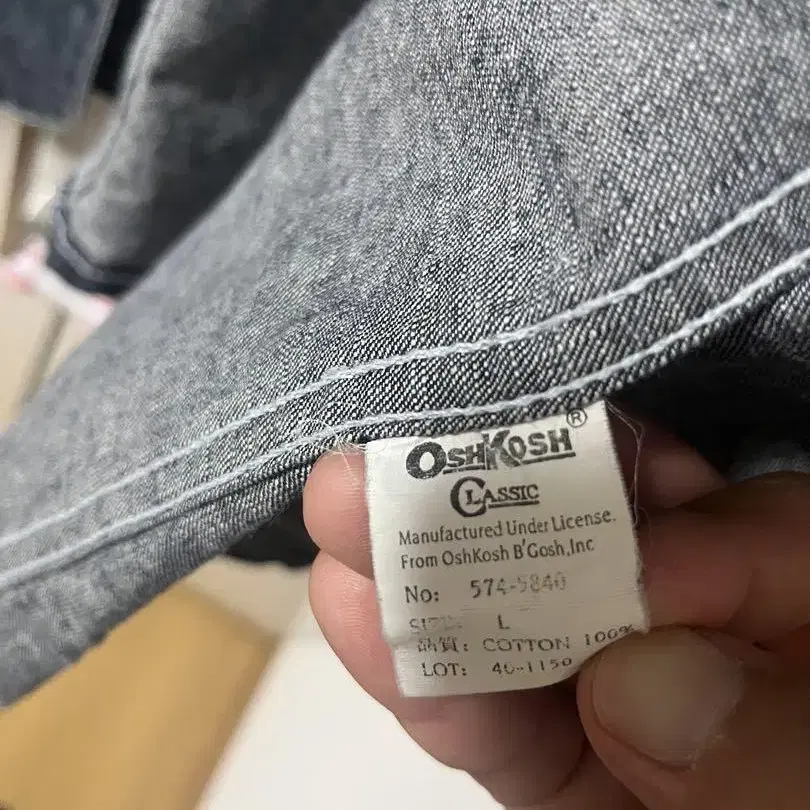 OSHKOSH®
CLASSIC
Manufactured Under License.
From OshKosh B'Gosh,Inc
No: 574-5840
SIZE: L
品質: COTTON 100%
LOT: 40-1150